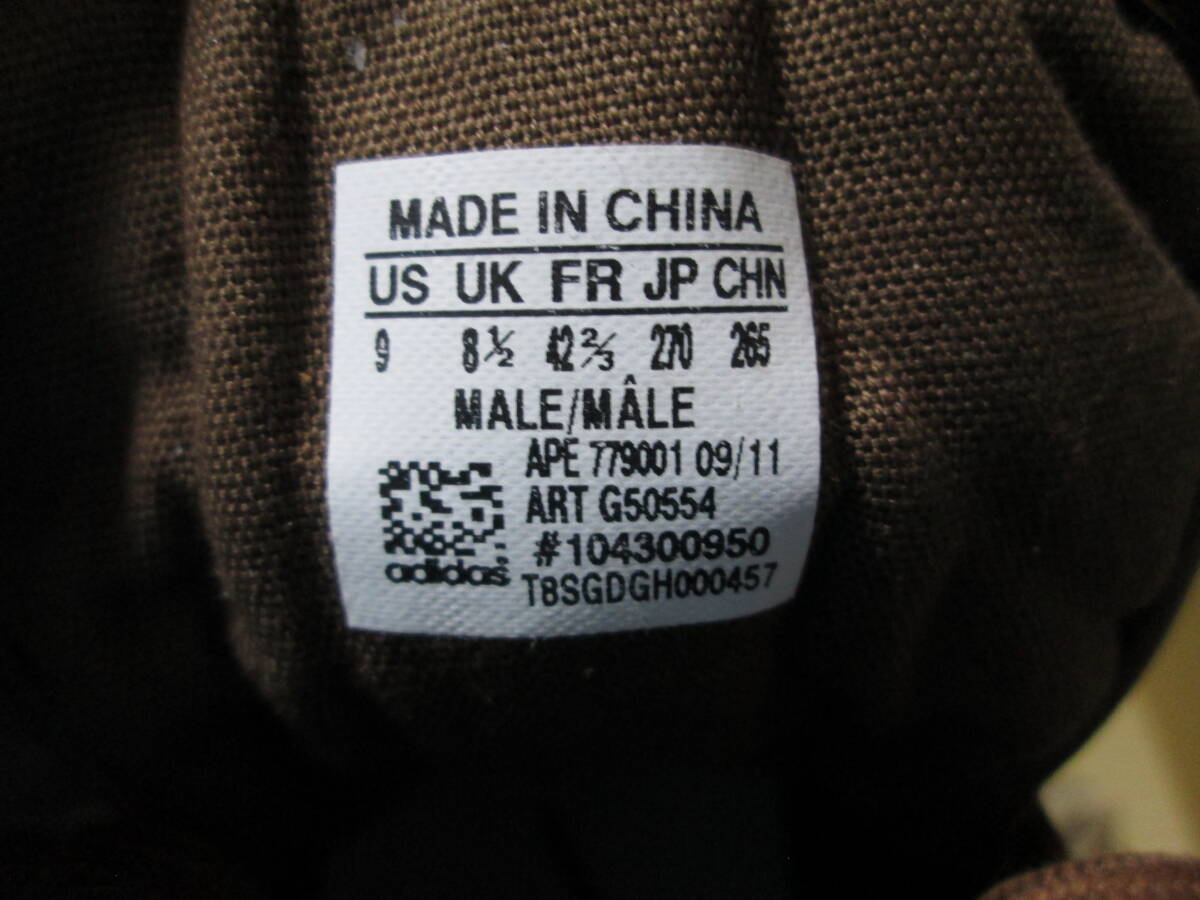 MADE IN CHINA
US UK FR JP CHN
9 8½ 42⅔ 270 265
MALE/MÂLE
APE 779001 09/11
ART G50554
#104300950
adidas
T8SGDGH000457